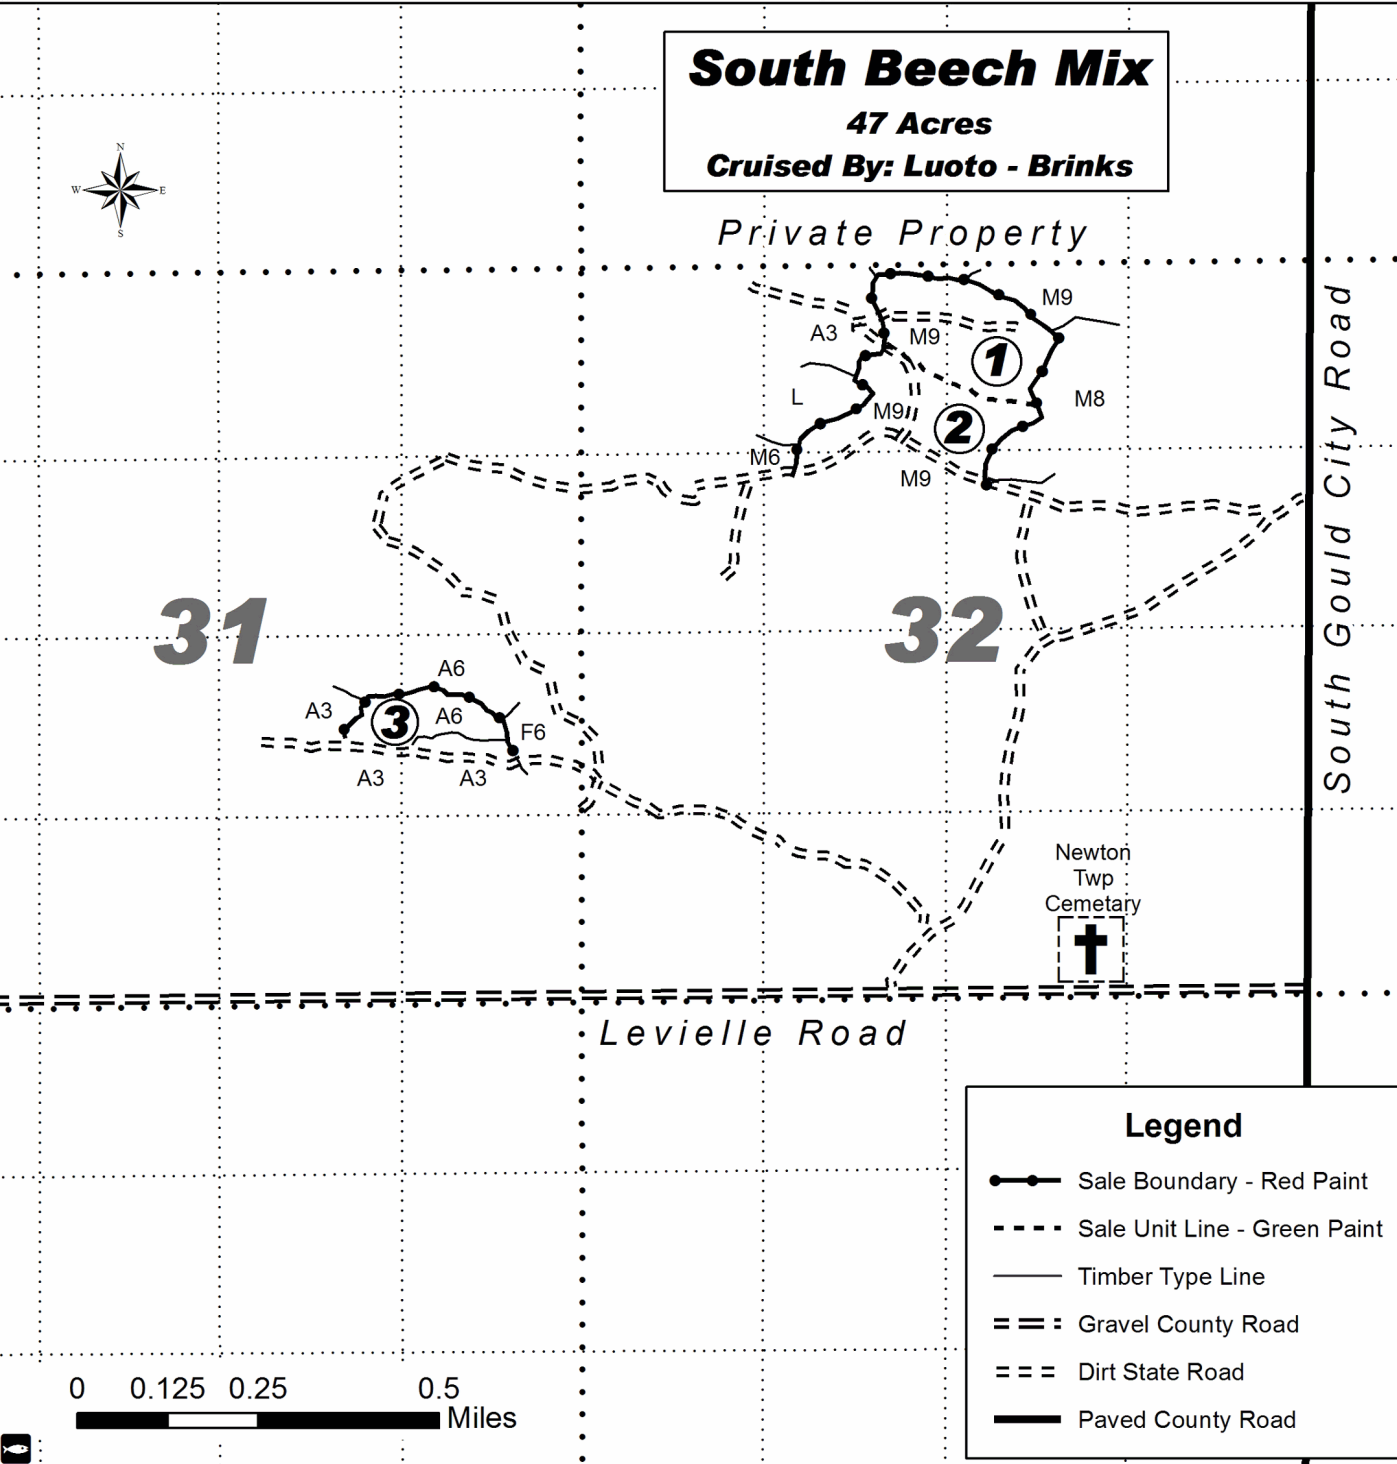 South Beech Mix
47 Acres
Cruised By: Luoto - Brinks
N
W
E
S
Private Property
M9
A3
M9
1
L
M9
M8
2
M6
M9
South Gould City Road
31
32
A6
A3
3
A6
F6
A3
A3
Newton
Twp
Cemetary
Levielle Road
Legend
Sale Boundary - Red Paint
Sale Unit Line - Green Paint
Timber Type Line
Gravel County Road
Dirt State Road
Paved County Road
0 0.125 0.25 0.5
Miles